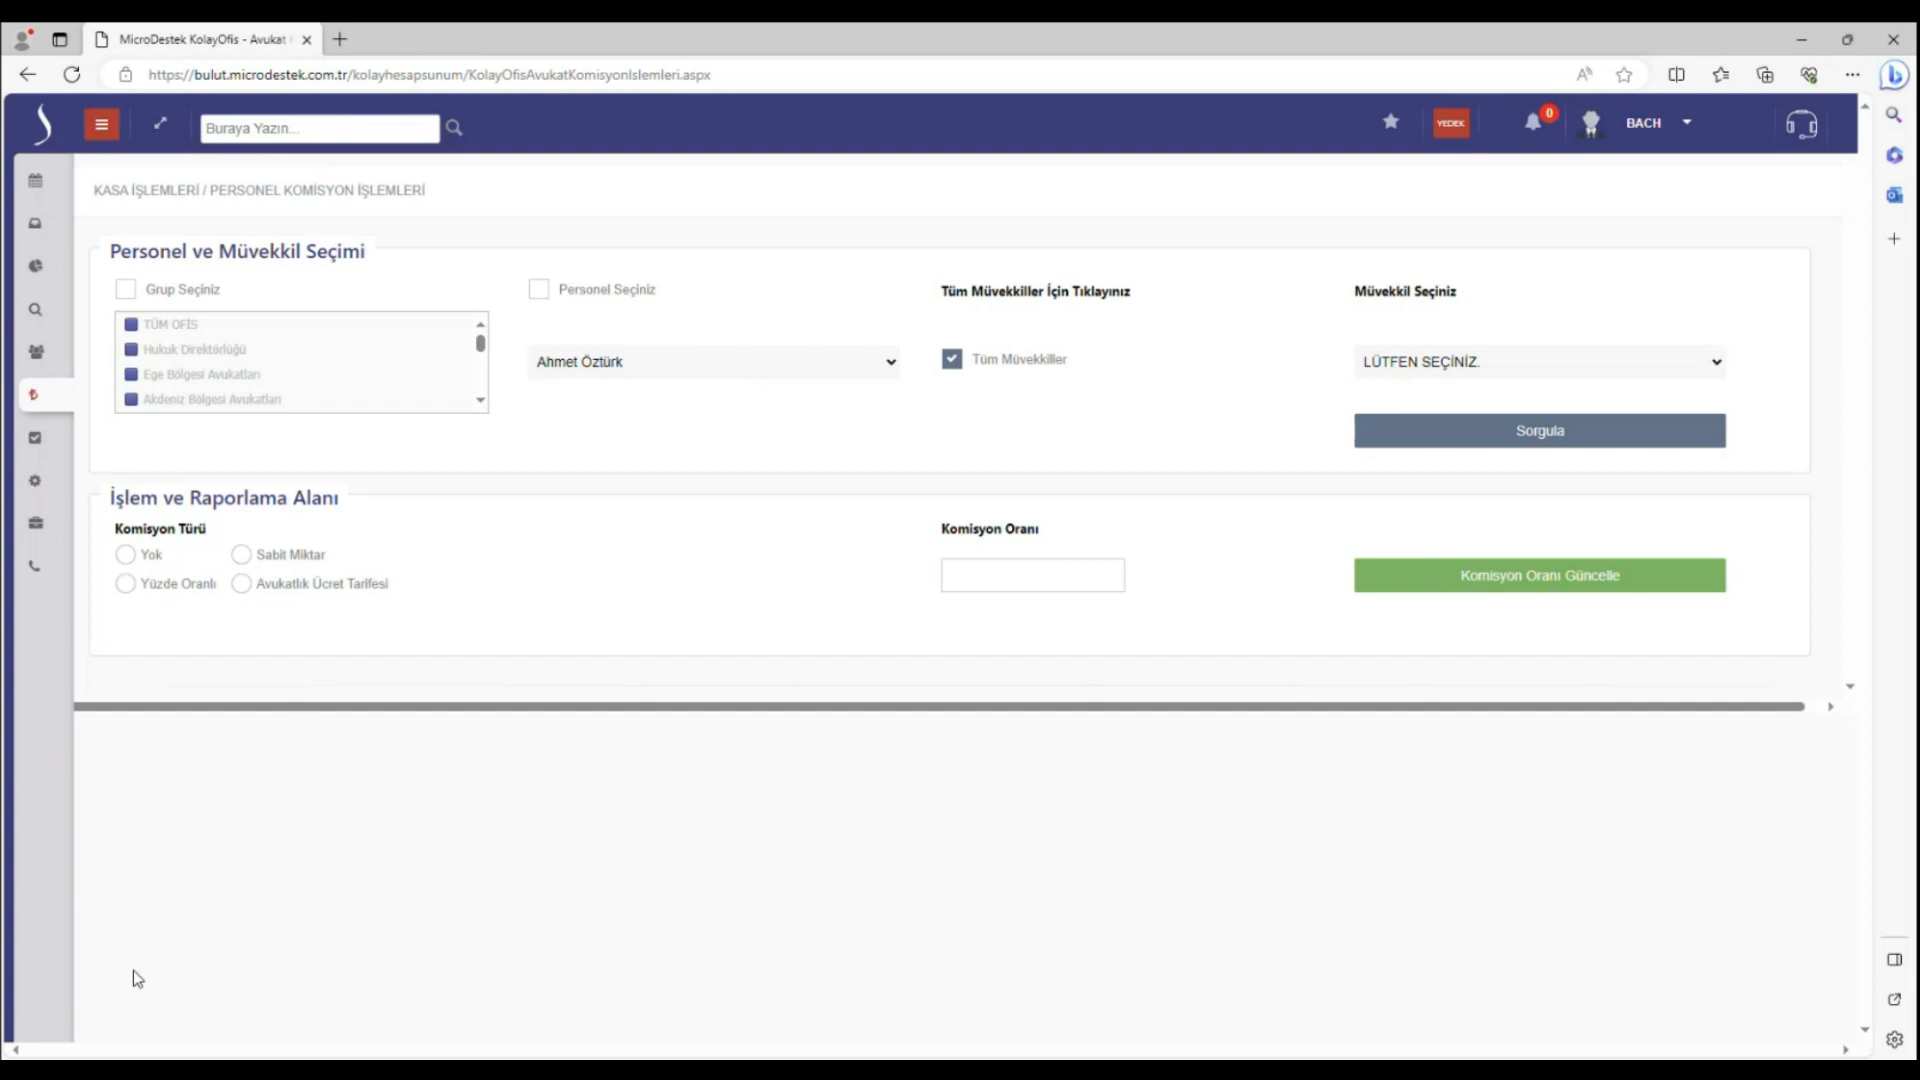 MicroDestek KolayOfis - Avukat
https://bulut.microdestek.com.tr/kolayhesapsunum/KolayOfisAvukatKomisyonIslemleri.aspx
Buraya Yazın...
YEDEK
0
BACH
KASA İŞLEMLERİ / PERSONEL KOMİSYON İŞLEMLERİ
Personel ve Müvekkil Seçimi
Grup Seçiniz
Personel Seçiniz
Tüm Müvekkiller İçin Tıklayınız
Müvekkil Seçiniz
TÜM OFİS
Hukuk Direktörlüğü
Ege Bölgesi Avukatları
Akdeniz Bölgesi Avukatları
Ahmet Öztürk
Tüm Müvekkiller
LÜTFEN SEÇİNİZ.
Sorgula
İşlem ve Raporlama Alanı
Komisyon Türü
Komisyon Oranı
Yok
Sabit Miktar
Yüzde Oranlı
Avukatlık Ücret Tarifesi
Komisyon Oranı Güncelle